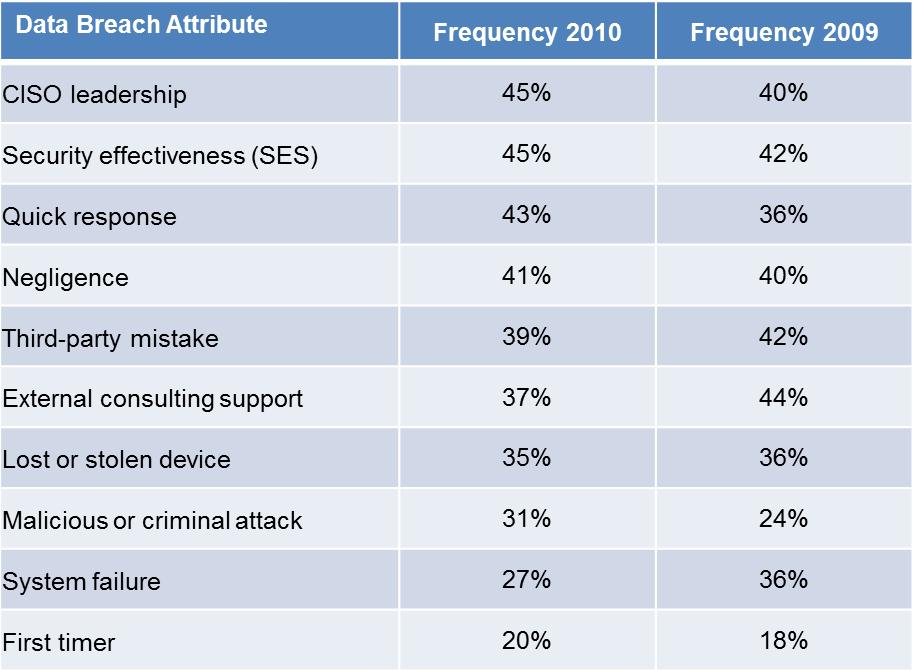 Data Breach Attribute Frequency 2010 Frequency 2009
CISO leadership 45% 40%
Security effectiveness (SES) 45% 42%
Quick response 43% 36%
Negligence 41% 40%
Third-party mistake 39% 42%
External consulting support 37% 44%
Lost or stolen device 35% 36%
Malicious or criminal attack 31% 24%
System failure 27% 36%
First timer 20% 18%